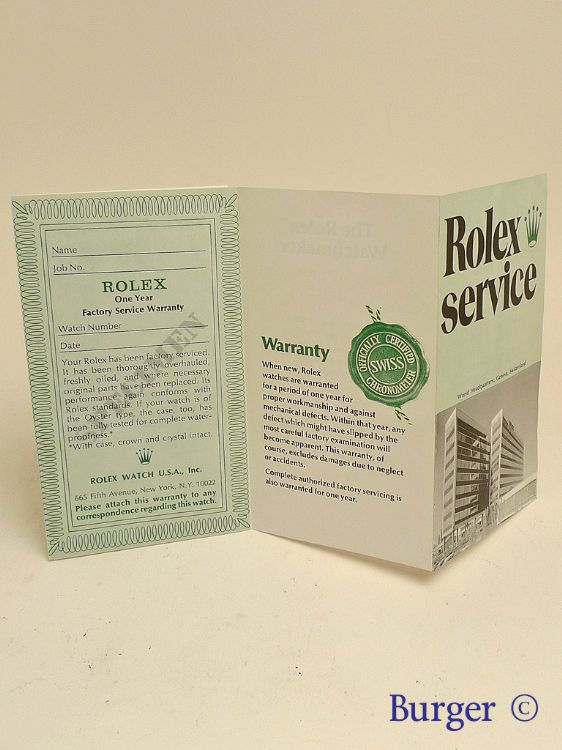 Name
Job No.
ROLEX
One Year
Factory Service Warranty
Watch Number
Date
SPECIMEN
Your Rolex has been factory serviced.
It has been thoroughly overhauled,
freshly oiled, and where necessary
original parts have been replaced. Its
performance again conforms with
Rolex standards. If your watch is of
the Oyster type, the case, too, has
been fully tested for complete water-
proofness.*
*With case, crown and crystal intact.
ROLEX WATCH U.S.A., Inc.
665 Fifth Avenue, New York, N.Y. 10022
Please attach this warranty to any
correspondence regarding this watch.
The Rolex
Watchmaker
Warranty
When new, Rolex
watches are warranted
for a period of one year for
proper workmanship and against
mechanical defects. Within that year, any
defect which might have slipped by the
most careful factory examination will
become apparent. This warranty, of
course, excludes damages due to neglect
or accidents.
Complete authorized factory servicing is
also warranted for one year.
OFFICIALLY CERTIFIED
SWISS
CHRONOMETER
Rolex
service
World Headquarters, Geneva, Switzerland
Burger ©